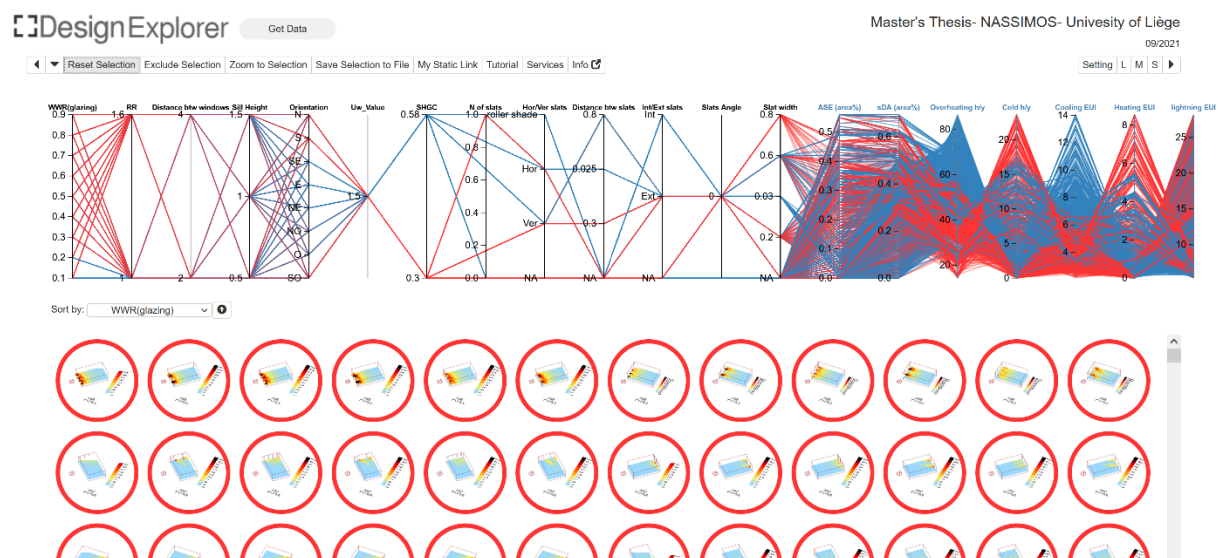 DesignExplorer Get Data
Master's Thesis- NASSIMOS- Univesity of Liège
09/2021
Reset Selection Exclude Selection Zoom to Selection Save Selection to File My Static Link Tutorial Services Info
Setting L M S
WWR(glazing) RR Distance btw windows Sill Height Orientation Uw_Value SHGC N of slats Hor/Ver slats Distance btw slats Int/Ext slats Slats Angle Slat width ASE (area%) sDA (area%) Overheating h/y Cold h/y Cooling EUI Heating EUI lightning EUI
0.9 1.6 4 1.5 N 0.58 1.0 roller shade 0.8 Int 0.8 14
0.8 S 0.5 80 8 25
0.7 SE 0.8 0.6 0.6 20 12
0.6 Hor 0.025 0.4 10 6 20
0.5 E 0.6 60 15
0.5 1 1.5 Ext 0 0.03 0.3 0.4 8 4
0.4 NE 0.4 40 10 15
0.3 NO Ver 0.3 0.2 0.2 0.2 6 2
0.2 O 0.2 20 5 4 10
0.1 1 2 0.5 SO 0.3 0.0 NA NA NA NA 0.1 0.0 0.0 0 0
Sort by: WWR(glazing)